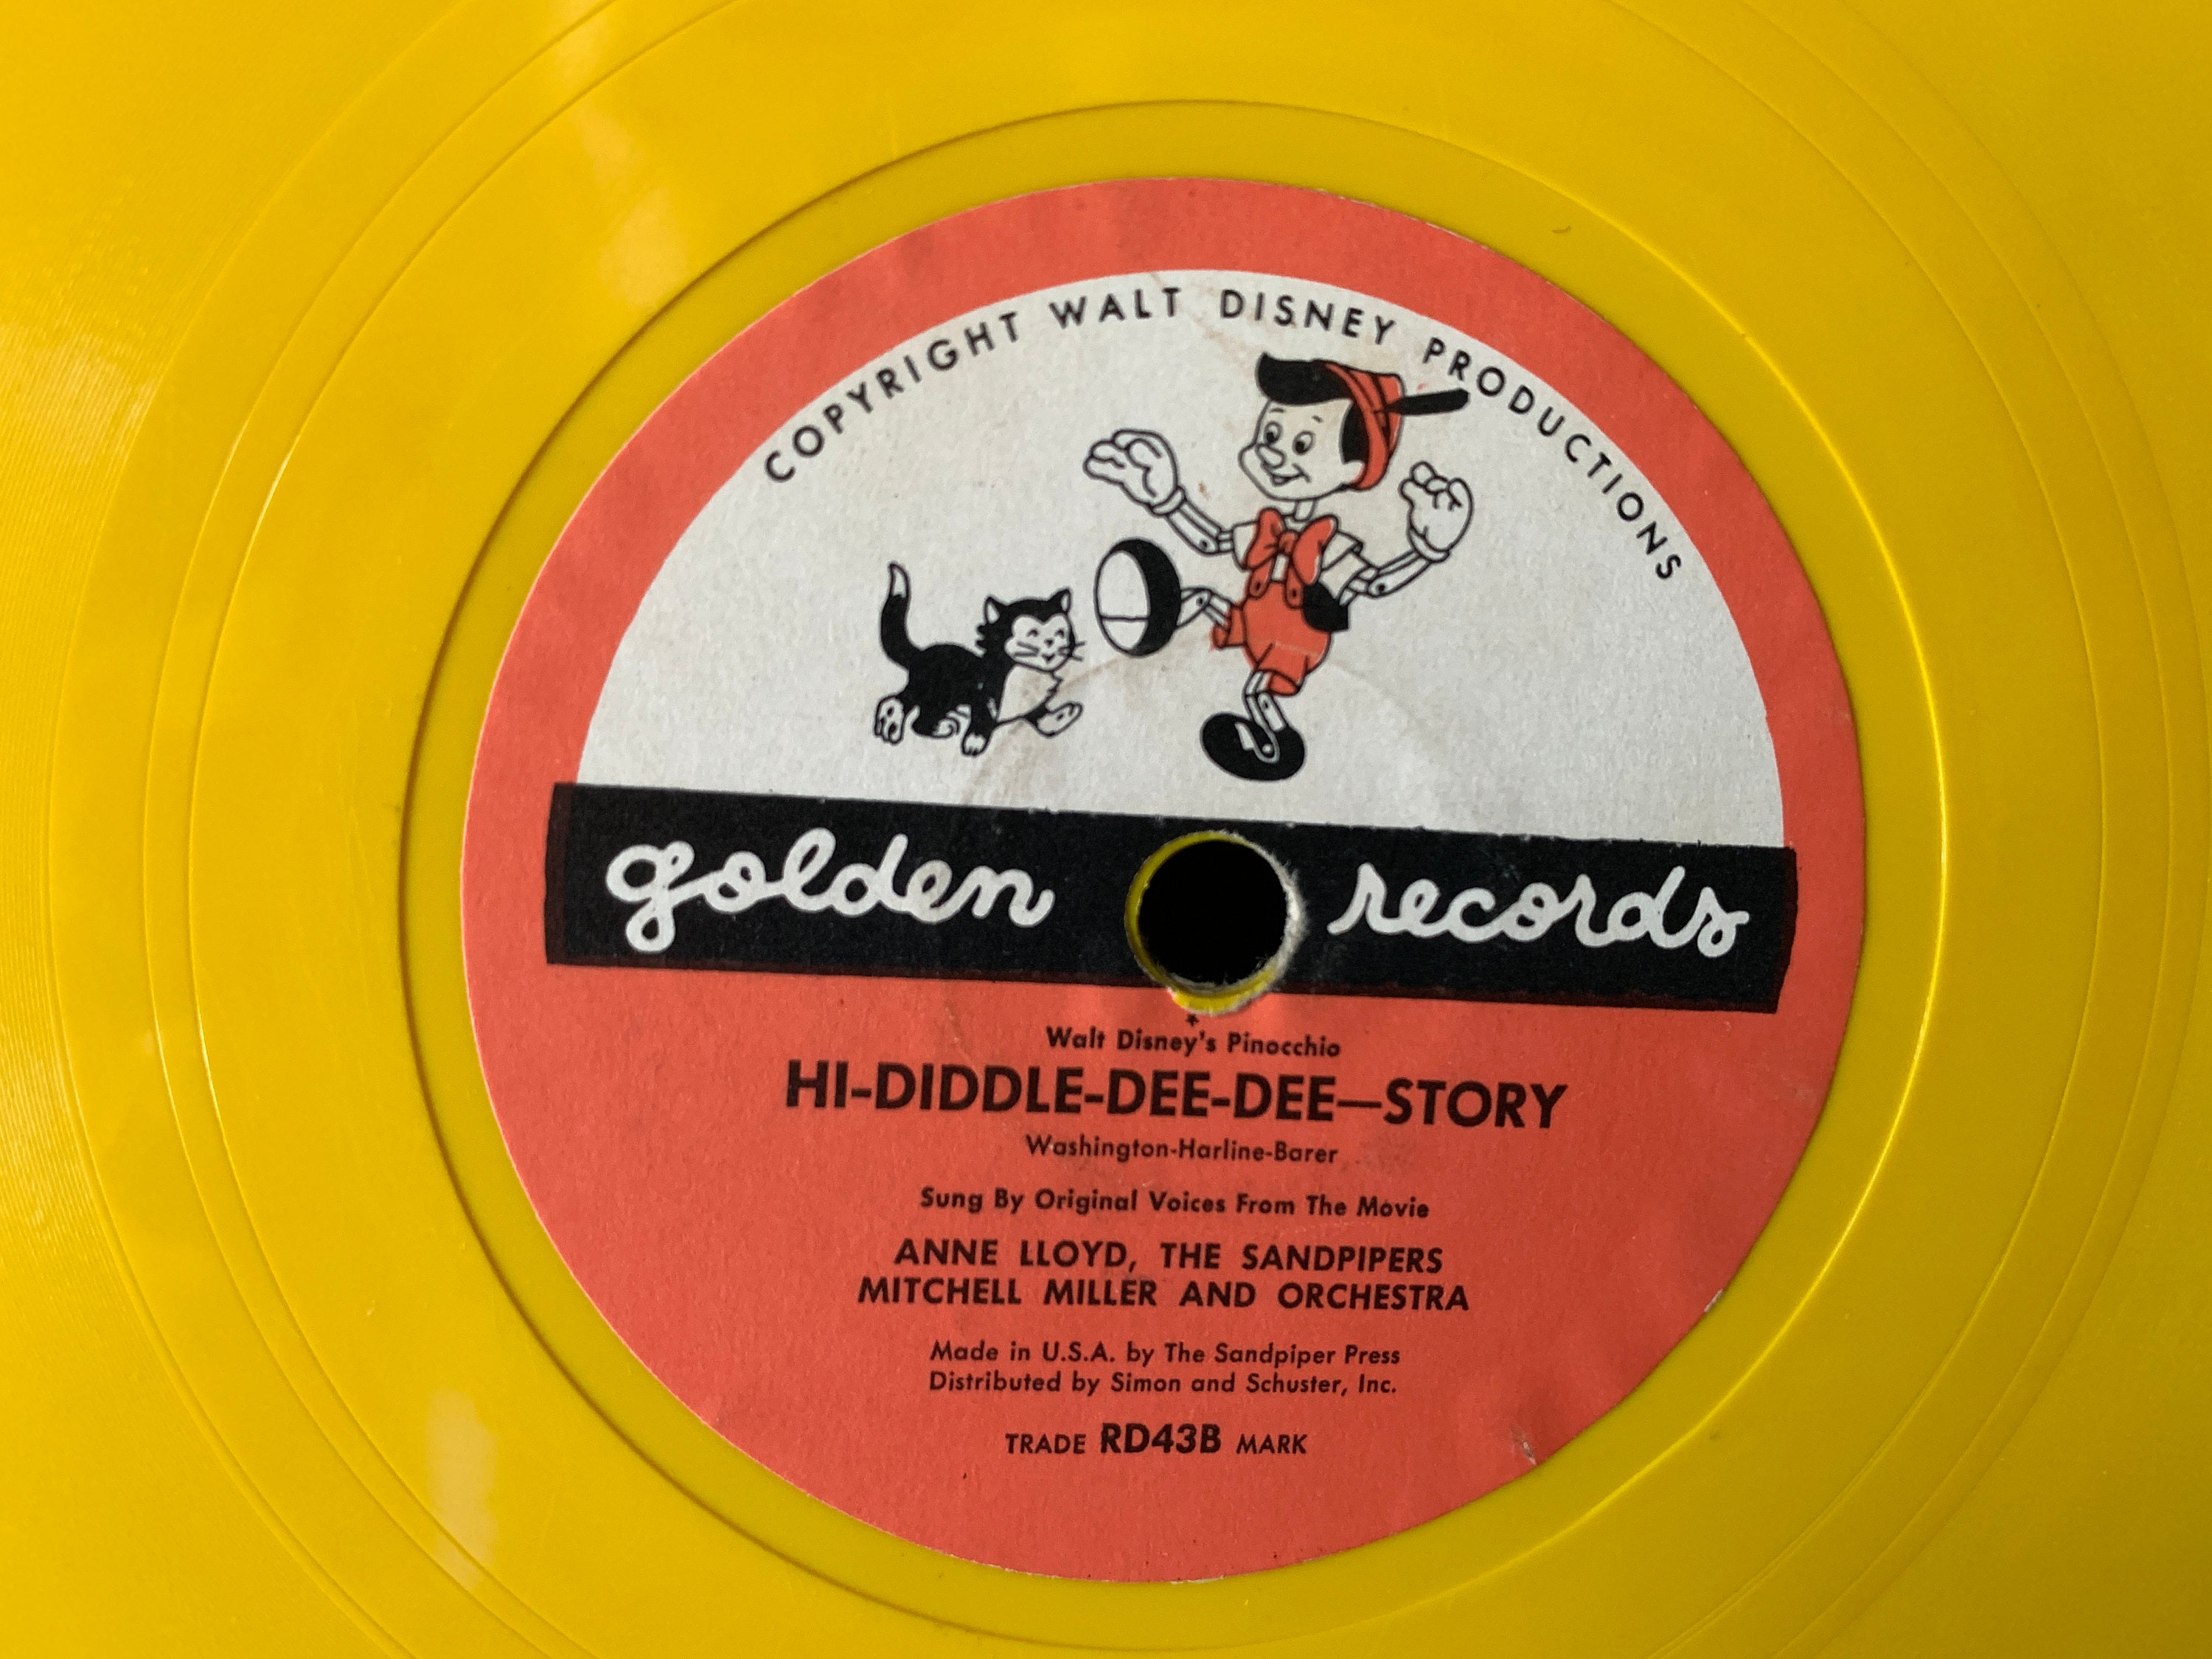 COPYRIGHT WALT DISNEY PRODUCTIONS
golden records
Walt Disney's Pinocchio
HI-DIDDLE-DEE-DEE—STORY
Washington-Harline-Barer
Sung By Original Voices From The Movie
ANNE LLOYD, THE SANDPIPERS
MITCHELL MILLER AND ORCHESTRA
Made in U.S.A. by The Sandpiper Press
Distributed by Simon and Schuster, Inc.
TRADE RD43B MARK